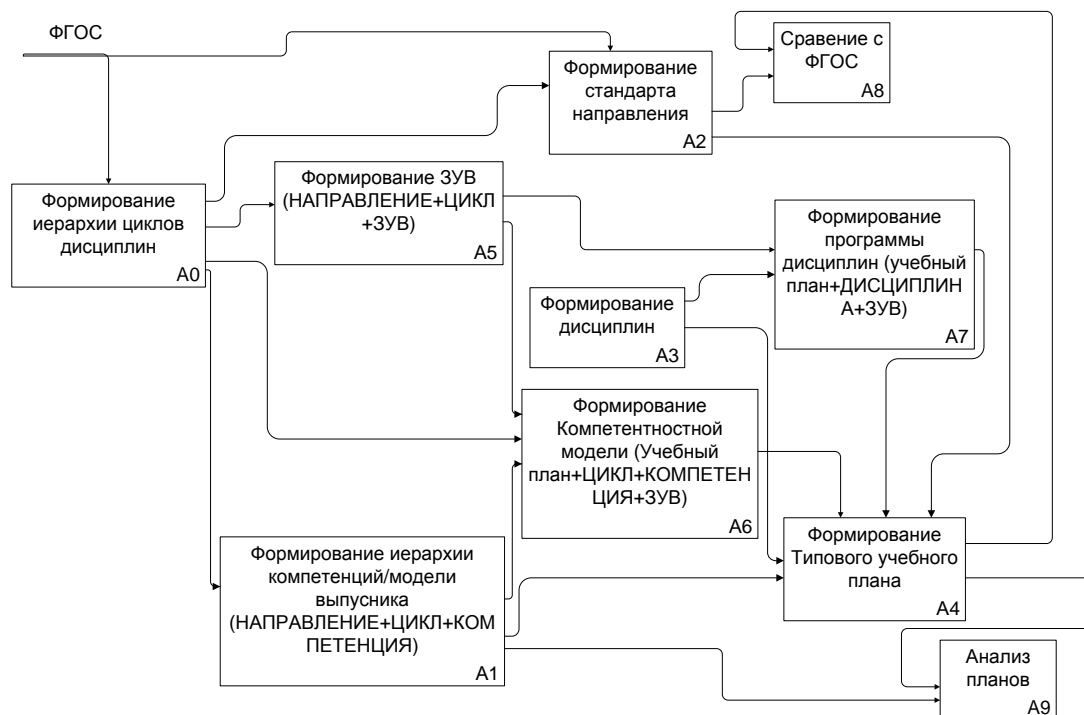 ФГОС
Сравение с
ФГОС
A8
Формирование
стандарта
направления
A2
Формирование ЗУВ
(НАПРАВЛЕНИЕ+ЦИКЛ
+ЗУВ)
A5
Формирование
иерархии циклов
дисциплин
A0
Формирование
программы
дисциплин (учебный
план+ДИСЦИПЛИН
А+ЗУВ)
A7
Формирование
дисциплин
A3
Формирование
Компетентностной
модели (Учебный
план+ЦИКЛ+КОМПЕТЕН
ЦИЯ+ЗУВ)
A6
Формирование
Типового учебного
плана
A4
Формирование иерархии
компетенций/модели
выпусника
(НАПРАВЛЕНИЕ+ЦИКЛ+КОМ
ПЕТЕНЦИЯ)
A1
Анализ
планов
A9